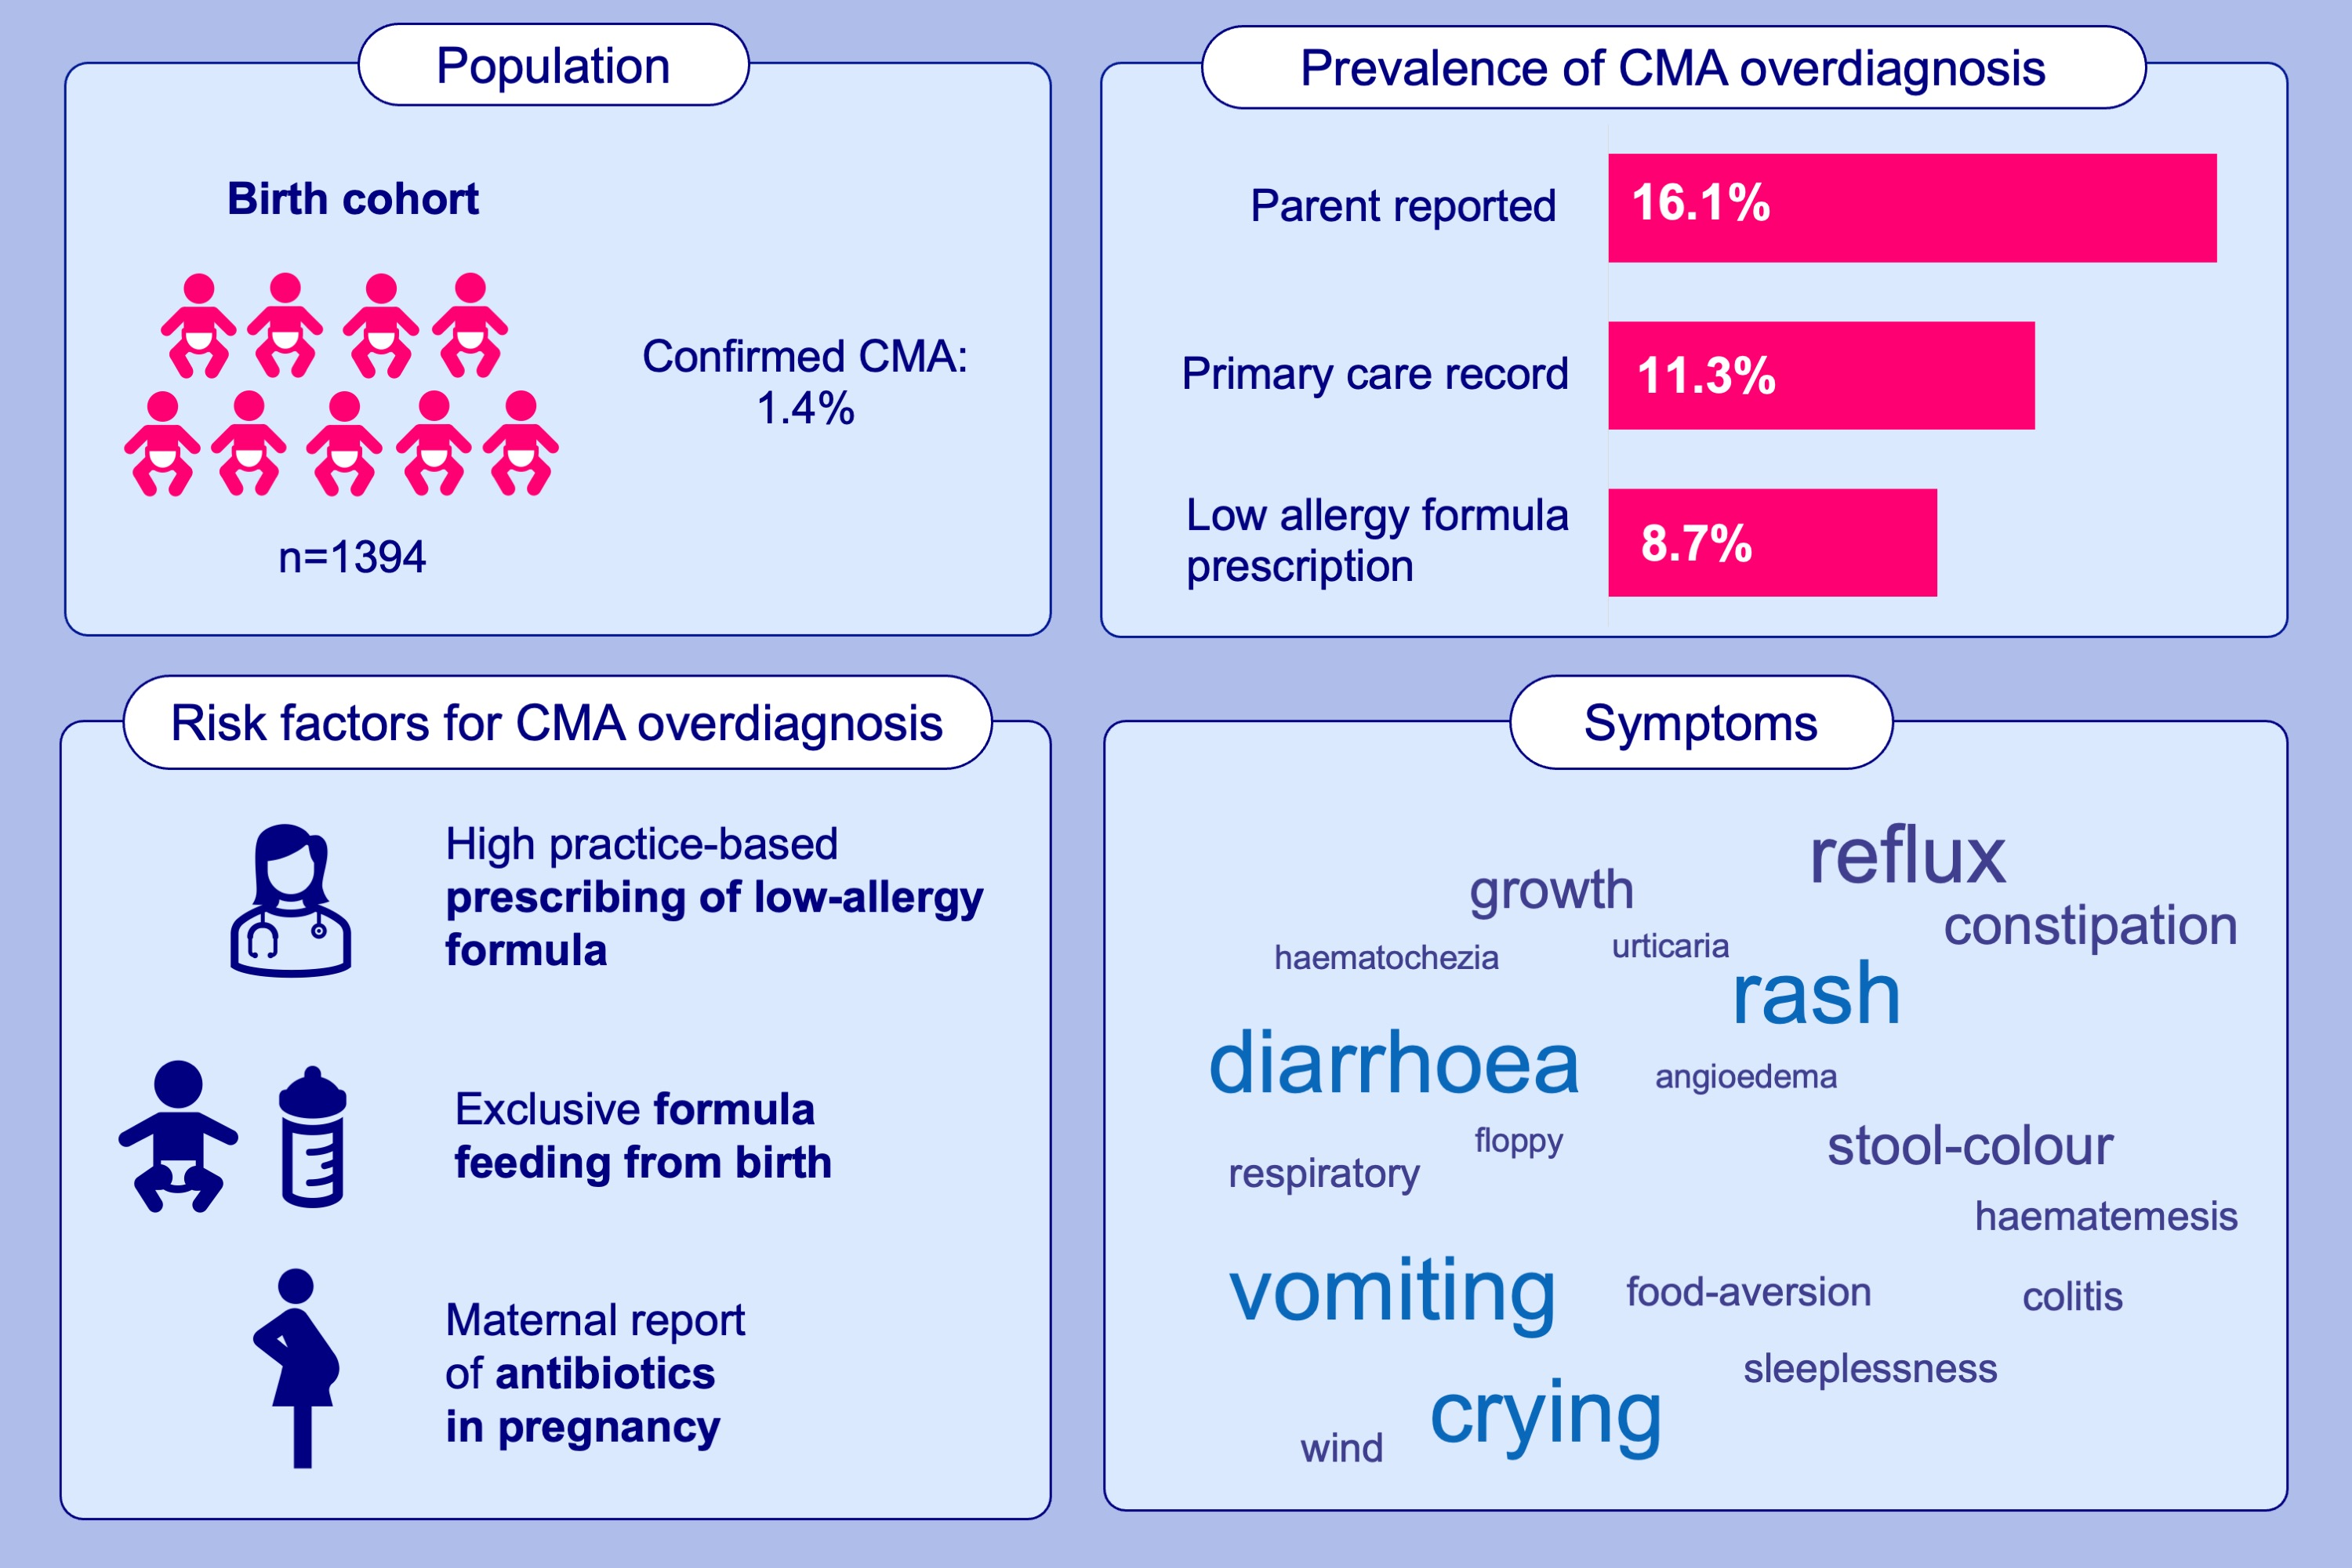 Population
Birth cohort
Confirmed CMA:
1.4%
n=1394
Prevalence of CMA overdiagnosis
Parent reported
16.1%
Primary care record
11.3%
Low allergy formula
prescription
8.7%
Risk factors for CMA overdiagnosis
High practice-based
prescribing of low-allergy
formula
Exclusive formula
feeding from birth
Maternal report
of antibiotics
in pregnancy
Symptoms
reflux
growth
constipation
urticaria
haematochezia
rash
diarrhoea
angioedema
floppy
stool-colour
respiratory
haematemesis
vomiting
food-aversion
colitis
sleeplessness
crying
wind